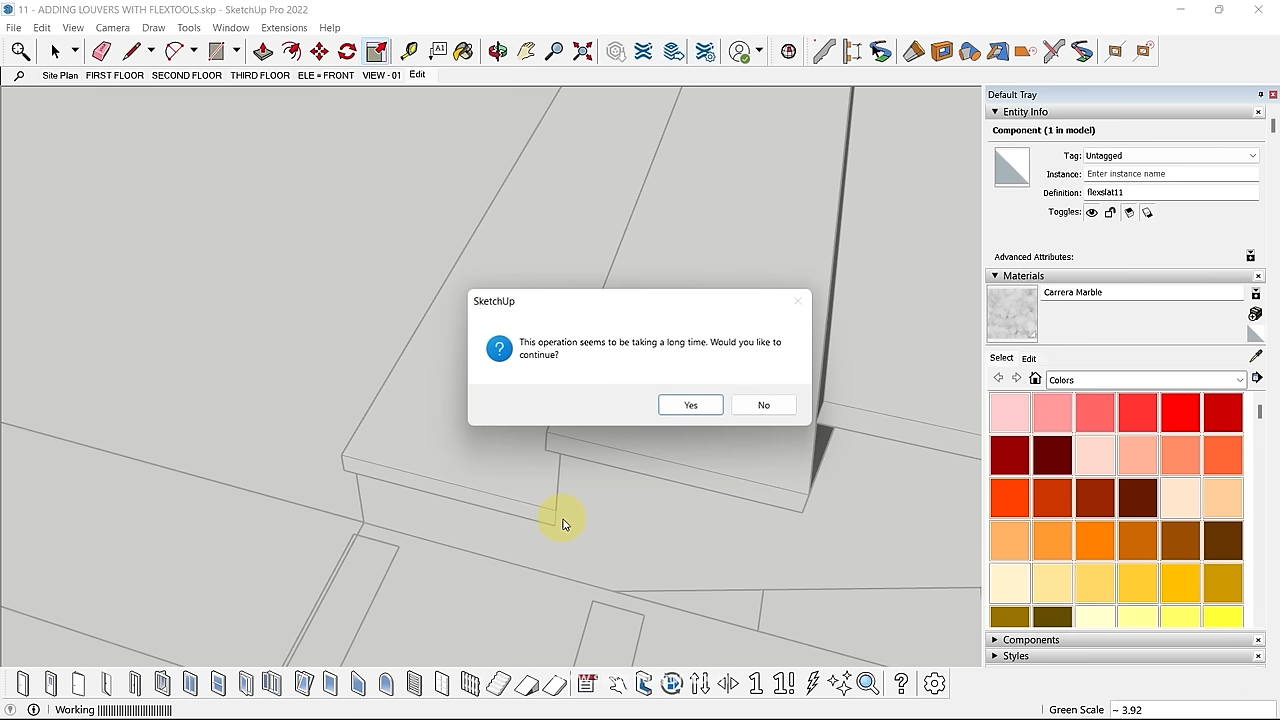 11 - ADDING LOUVERS WITH FLEXTOOLS.skp - SketchUp Pro 2022
File Edit View Camera Draw Tools Window Extensions Help
Site Plan FIRST FLOOR SECOND FLOOR THIRD FLOOR ELE = FRONT VIEW - 01 Edit
Default Tray
Entity Info
Component (1 in model)
Tag: Untagged
Instance: Enter instance name
Definition: flexslat11
Toggles:
Advanced Attributes:
Materials
Carrera Marble
Select Edit
Colors
SketchUp
This operation seems to be taking a long time. Would you like to
continue?
Yes No
Components
Styles
Working ||||||||||||||||||||||||
Green Scale ~ 3.92